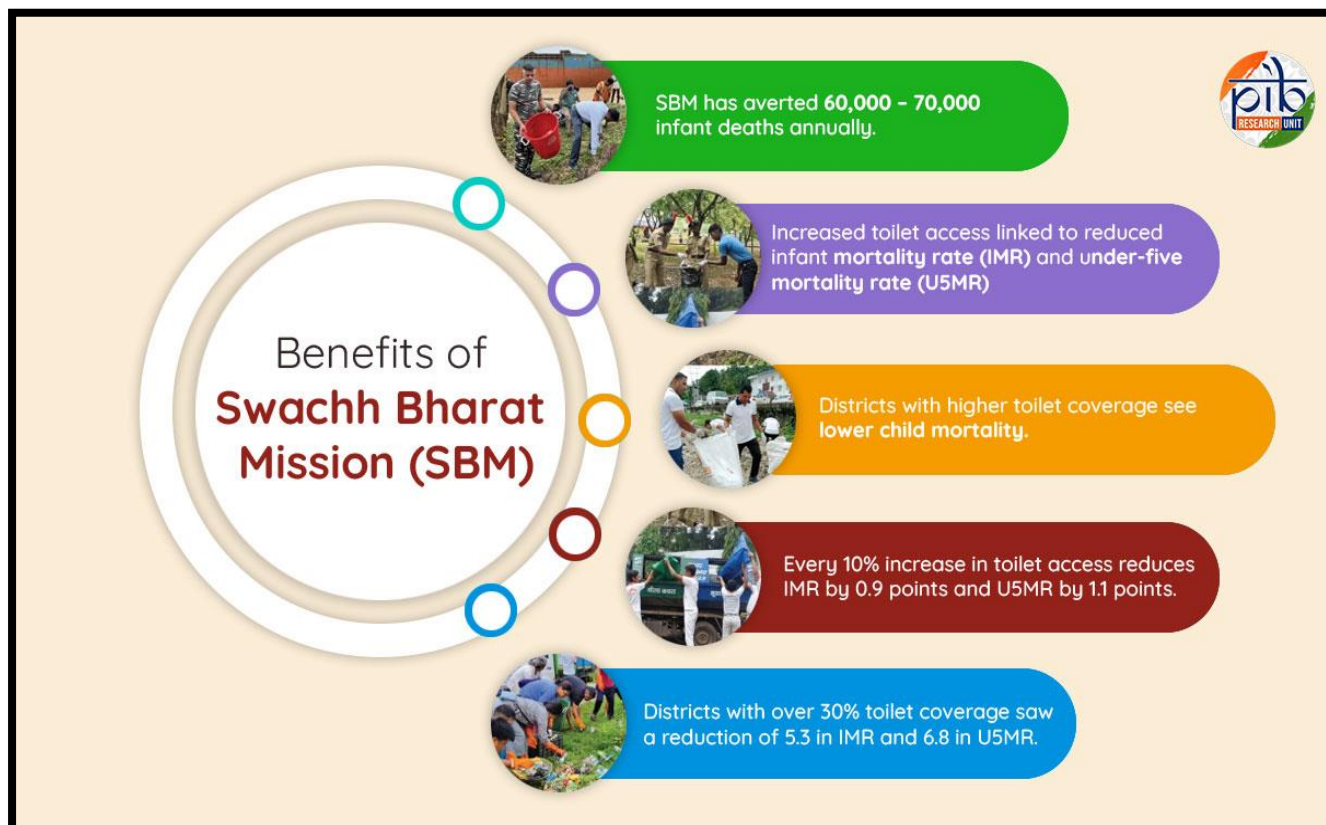 SBM has averted 60,000 – 70,000
infant deaths annually.
pib
RESEARCH UNIT
Increased toilet access linked to reduced
infant mortality rate (IMR) and under-five
mortality rate (U5MR)
Benefits of
Swachh Bharat
Mission (SBM)
Districts with higher toilet coverage see
lower child mortality.
Every 10% increase in toilet access reduces
IMR by 0.9 points and U5MR by 1.1 points.
Districts with over 30% toilet coverage saw
a reduction of 5.3 in IMR and 6.8 in U5MR.